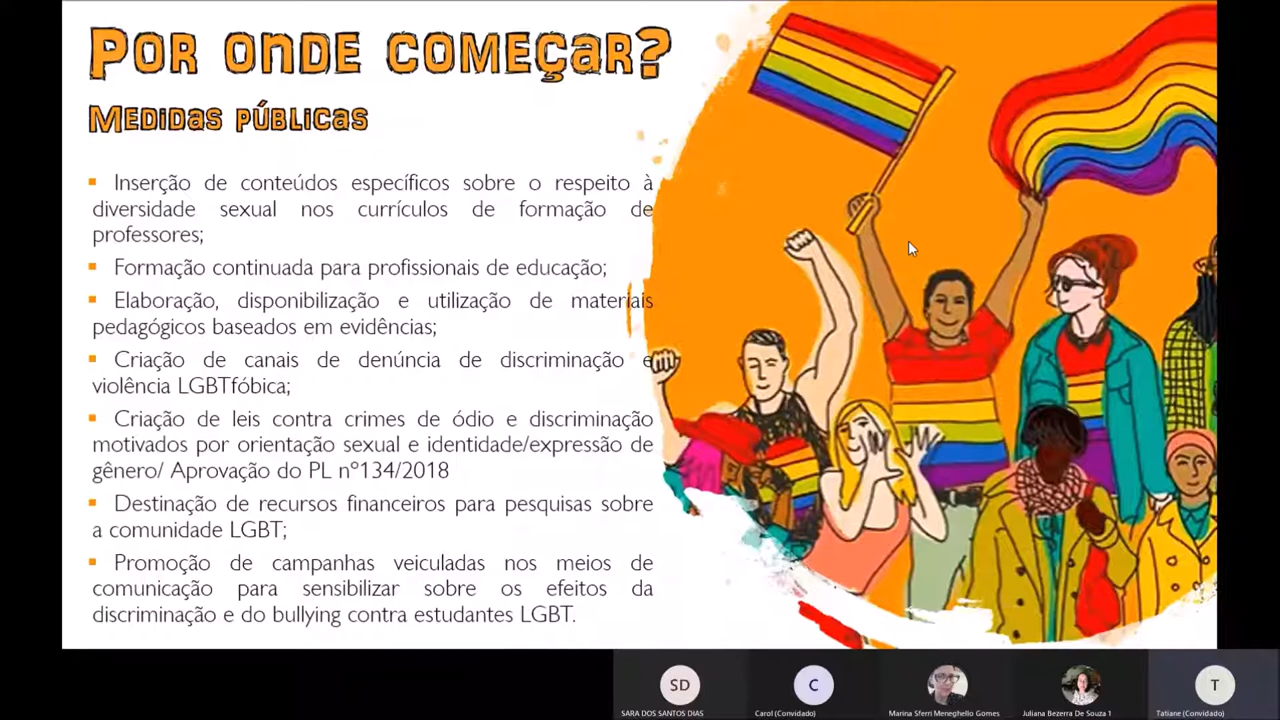 POR ONDE COMEÇAR?
MEDIDAS PÚBLICAS
Inserção de conteúdos específicos sobre o respeito à
diversidade sexual nos currículos de formação de
professores;
Formação continuada para profissionais de educação;
Elaboração, disponibilização e utilização de materiais
pedagógicos baseados em evidências;
Criação de canais de denúncia de discriminação e
violência LGBTfóbica;
Criação de leis contra crimes de ódio e discriminação
motivados por orientação sexual e identidade/expressão de
gênero/ Aprovação do PL nº134/2018
Destinação de recursos financeiros para pesquisas sobre
a comunidade LGBT;
Promoção de campanhas veiculadas nos meios de
comunicação para sensibilizar sobre os efeitos da
discriminação e do bullying contra estudantes LGBT.
SD
C
T
SARA DOS SANTOS DIAS
Carol (Convidado)
Marina Sferri Meneghello Gomes
Juliana Bezerra De Souza 1
Tatiane (Convidado)